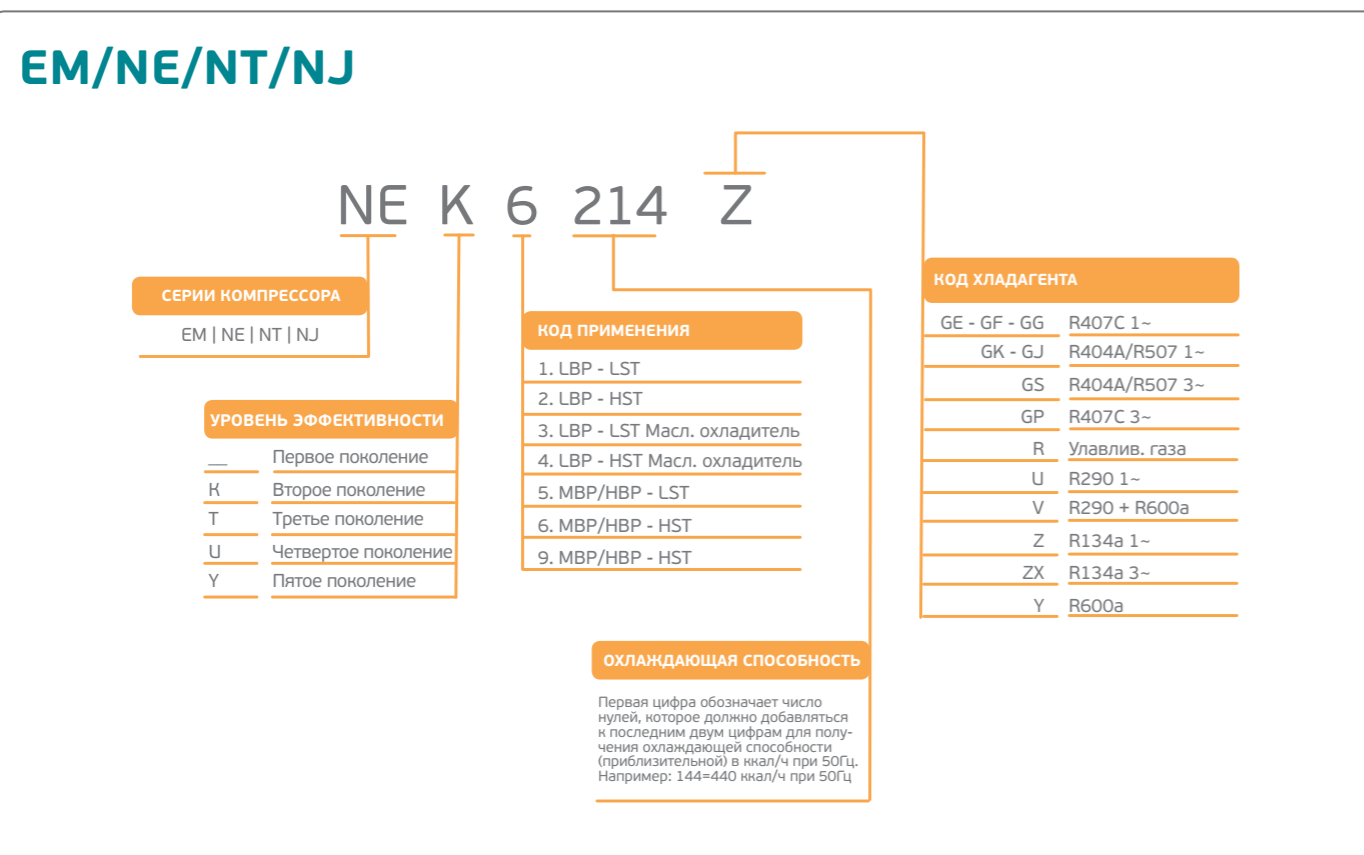 EM/NE/NT/NJ
NE K 6 214 Z
СЕРИИ КОМПРЕССОРА
EM | NE | NT | NJ
УРОВЕНЬ ЭФФЕКТИВНОСТИ
__ Первое поколение
K Второе поколение
T Третье поколение
U Четвертое поколение
Y Пятое поколение
КОД ПРИМЕНЕНИЯ
1. LBP - LST
2. LBP - HST
3. LBP - LST Масл. охладитель
4. LBP - HST Масл. охладитель
5. MBP/HBP - LST
6. MBP/HBP - HST
9. MBP/HBP - HST
ОХЛАЖДАЮЩАЯ СПОСОБНОСТЬ
Первая цифра обозначает число
нулей, которое должно добавляться
к последним двум цифрам для полу-
чения охлаждающей способности
(приблизительной) в ккал/ч при 50Гц.
Например: 144=440 ккал/ч при 50Гц
КОД ХЛАДАГЕНТА
GE - GF - GG R407C 1~
GK - GJ R404A/R507 1~
GS R404A/R507 3~
GP R407C 3~
R Улавлив. газа
U R290 1~
V R290 + R600a
Z R134a 1~
ZX R134a 3~
Y R600a